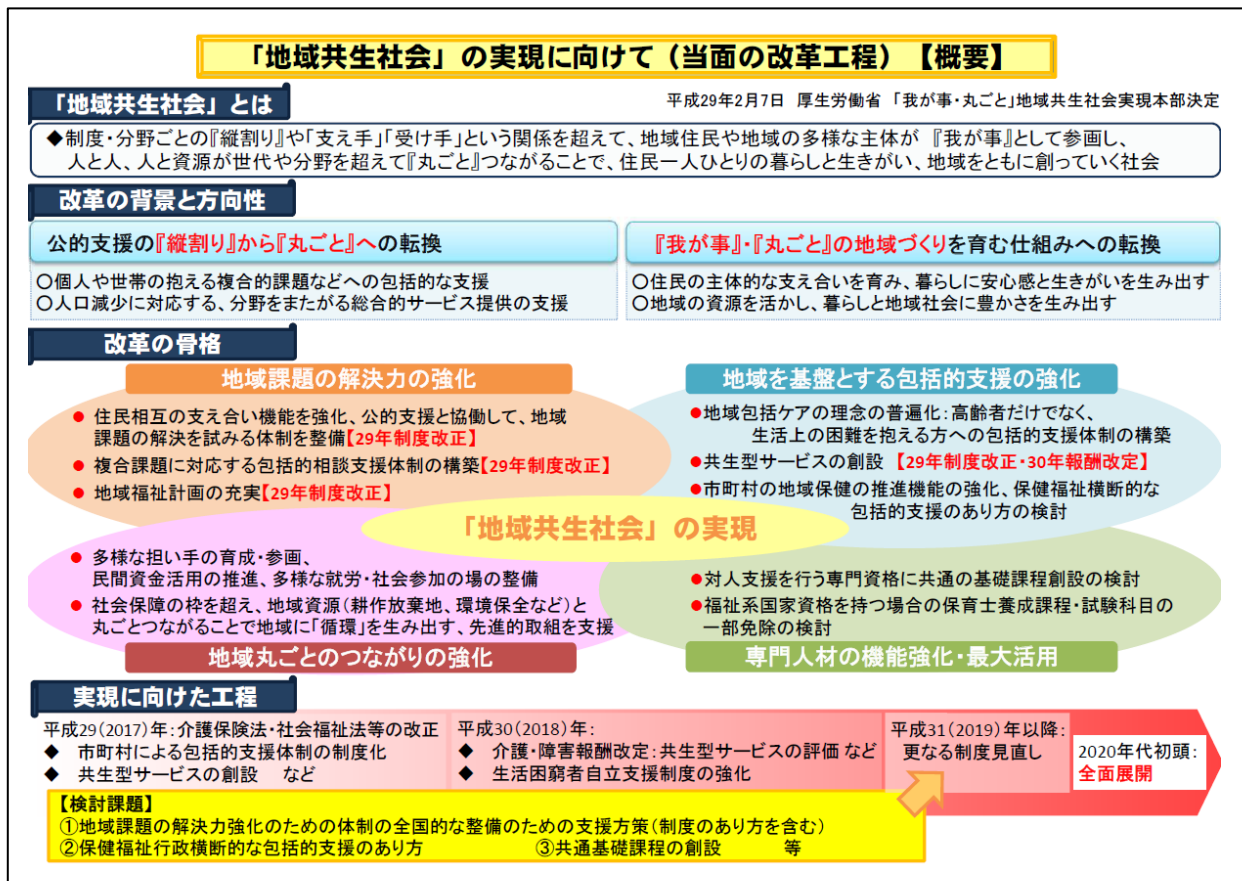 「地域共生社会」の実現に向けて（当面の改革工程）【概要】
「地域共生社会」とは
平成29年2月7日 厚生労働省 「我が事・丸ごと」地域共生社会実現本部決定
◆制度・分野ごとの『縦割り』や「支え手」「受け手」という関係を超えて、地域住民や地域の多様な主体が 『我が事』として参画し、
人と人、人と資源が世代や分野を超えて『丸ごと』つながることで、住民一人ひとりの暮らしと生きがい、地域をともに創っていく社会
改革の背景と方向性
公的支援の『縦割り』から『丸ごと』への転換
○個人や世帯の抱える複合的課題などへの包括的な支援
○人口減少に対応する、分野をまたがる総合的サービス提供の支援
『我が事』・『丸ごと』の地域づくりを育む仕組みへの転換
○住民の主体的な支え合いを育み、暮らしに安心感と生きがいを生み出す
○地域の資源を活かし、暮らしと地域社会に豊かさを生み出す
改革の骨格
地域課題の解決力の強化
● 住民相互の支え合い機能を強化、公的支援と協働して、地域
課題の解決を試みる体制を整備【29年制度改正】
● 複合課題に対応する包括的相談支援体制の構築【29年制度改正】
● 地域福祉計画の充実【29年制度改正】
地域を基盤とする包括的支援の強化
●地域包括ケアの理念の普遍化：高齢者だけでなく、
生活上の困難を抱える方への包括的支援体制の構築
●共生型サービスの創設 【29年制度改正・30年報酬改定】
●市町村の地域保健の推進機能の強化、保健福祉横断的な
包括的支援のあり方の検討
「地域共生社会」の実現
● 多様な担い手の育成・参画、
民間資金活用の推進、多様な就労・社会参加の場の整備
● 社会保障の枠を超え、地域資源（耕作放棄地、環境保全など）と
丸ごとつながることで地域に「循環」を生み出す、先進的取組を支援
地域丸ごとのつながりの強化
●対人支援を行う専門資格に共通の基礎課程創設の検討
●福祉系国家資格を持つ場合の保育士養成課程・試験科目の
一部免除の検討
専門人材の機能強化・最大活用
実現に向けた工程
平成29（2017）年：介護保険法・社会福祉法等の改正
◆ 市町村による包括的支援体制の制度化
◆ 共生型サービスの創設 など
平成30（2018）年：
◆ 介護・障害報酬改定：共生型サービスの評価 など
◆ 生活困窮者自立支援制度の強化
平成31（2019）年以降：
更なる制度見直し
2020年代初頭：
全面展開
【検討課題】
①地域課題の解決力強化のための体制の全国的な整備のための支援方策（制度のあり方を含む）
②保健福祉行政横断的な包括的支援のあり方 ③共通基礎課程の創設 等